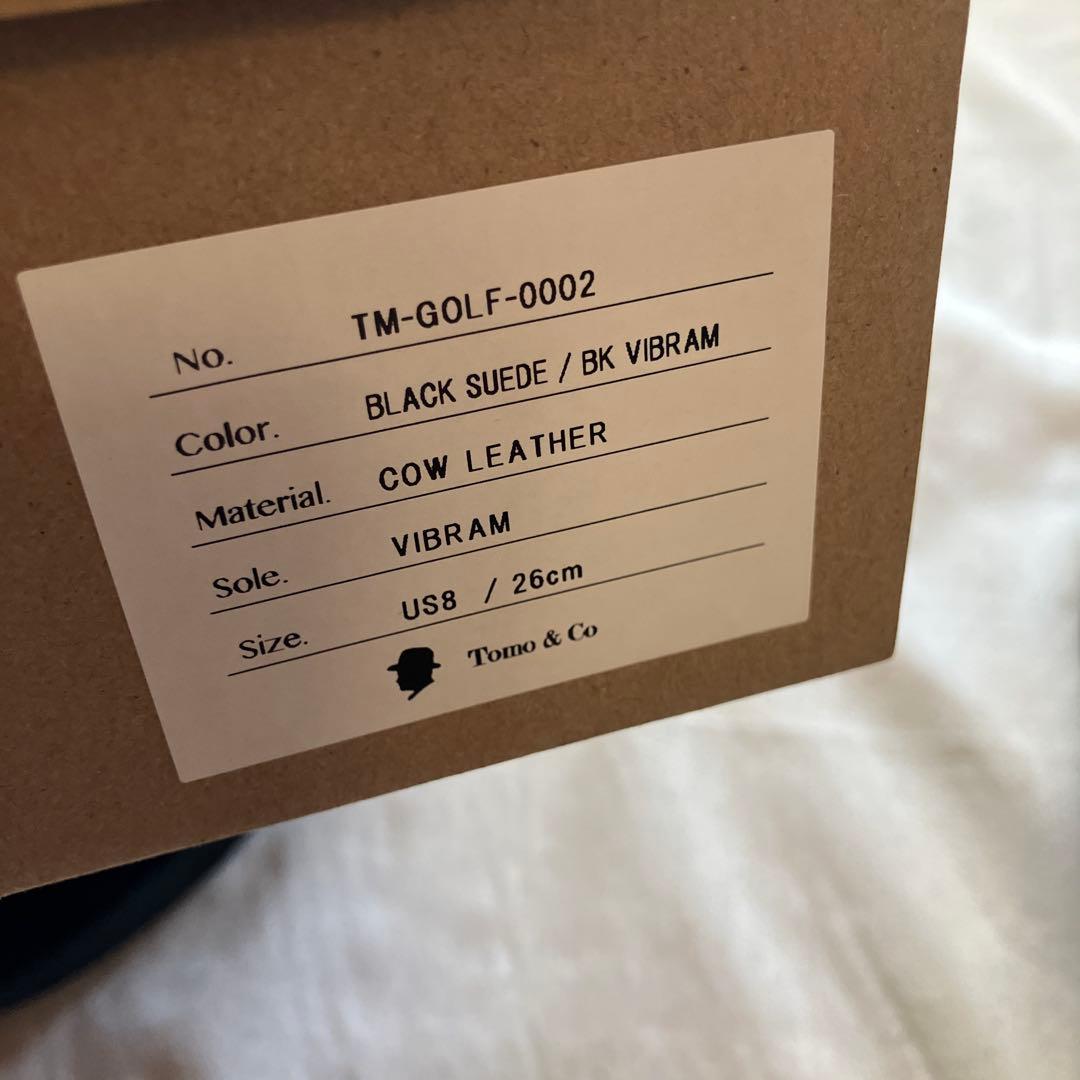 No. TM-GOLF-0002
Color. BLACK SUEDE / BK VIBRAM
Material. COW LEATHER
Sole. VIBRAM
Size. US8 / 26cm
Tomo & Co